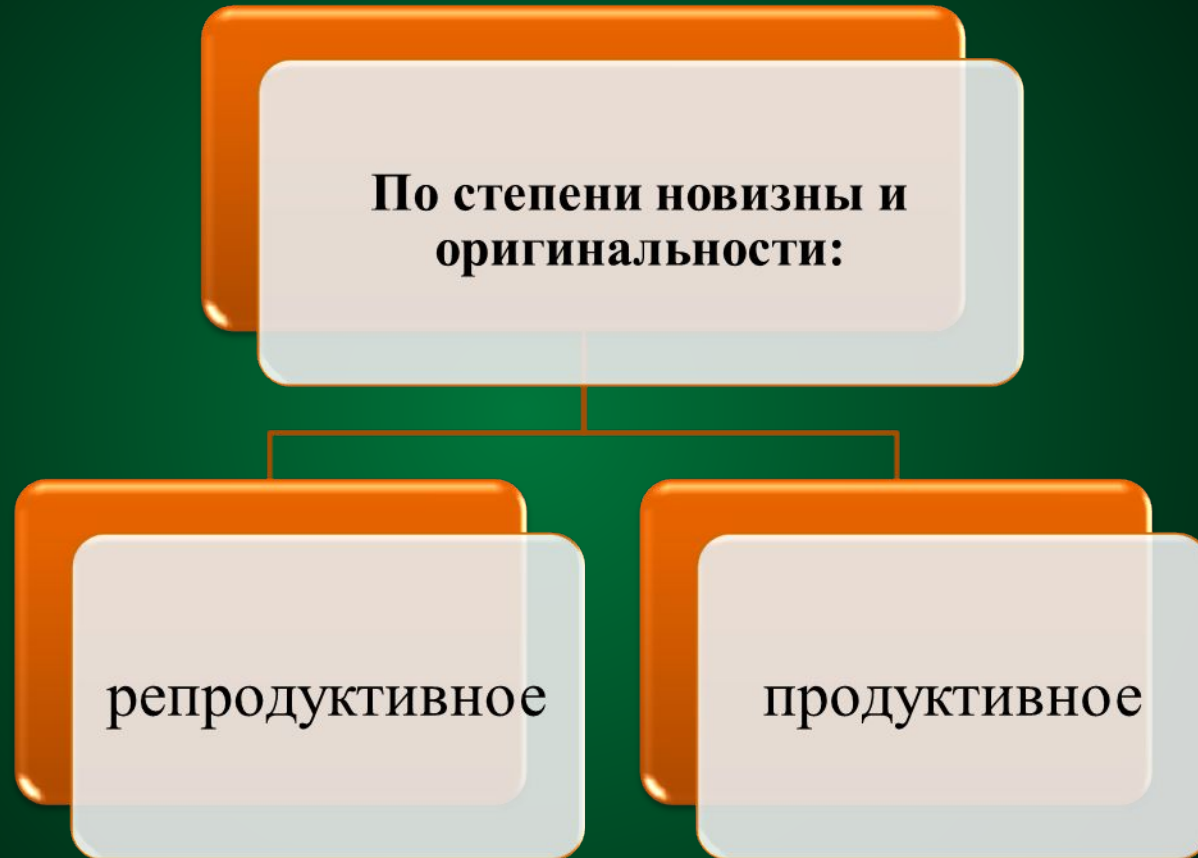 По степени новизны и
оригинальности:
репродуктивное
продуктивное